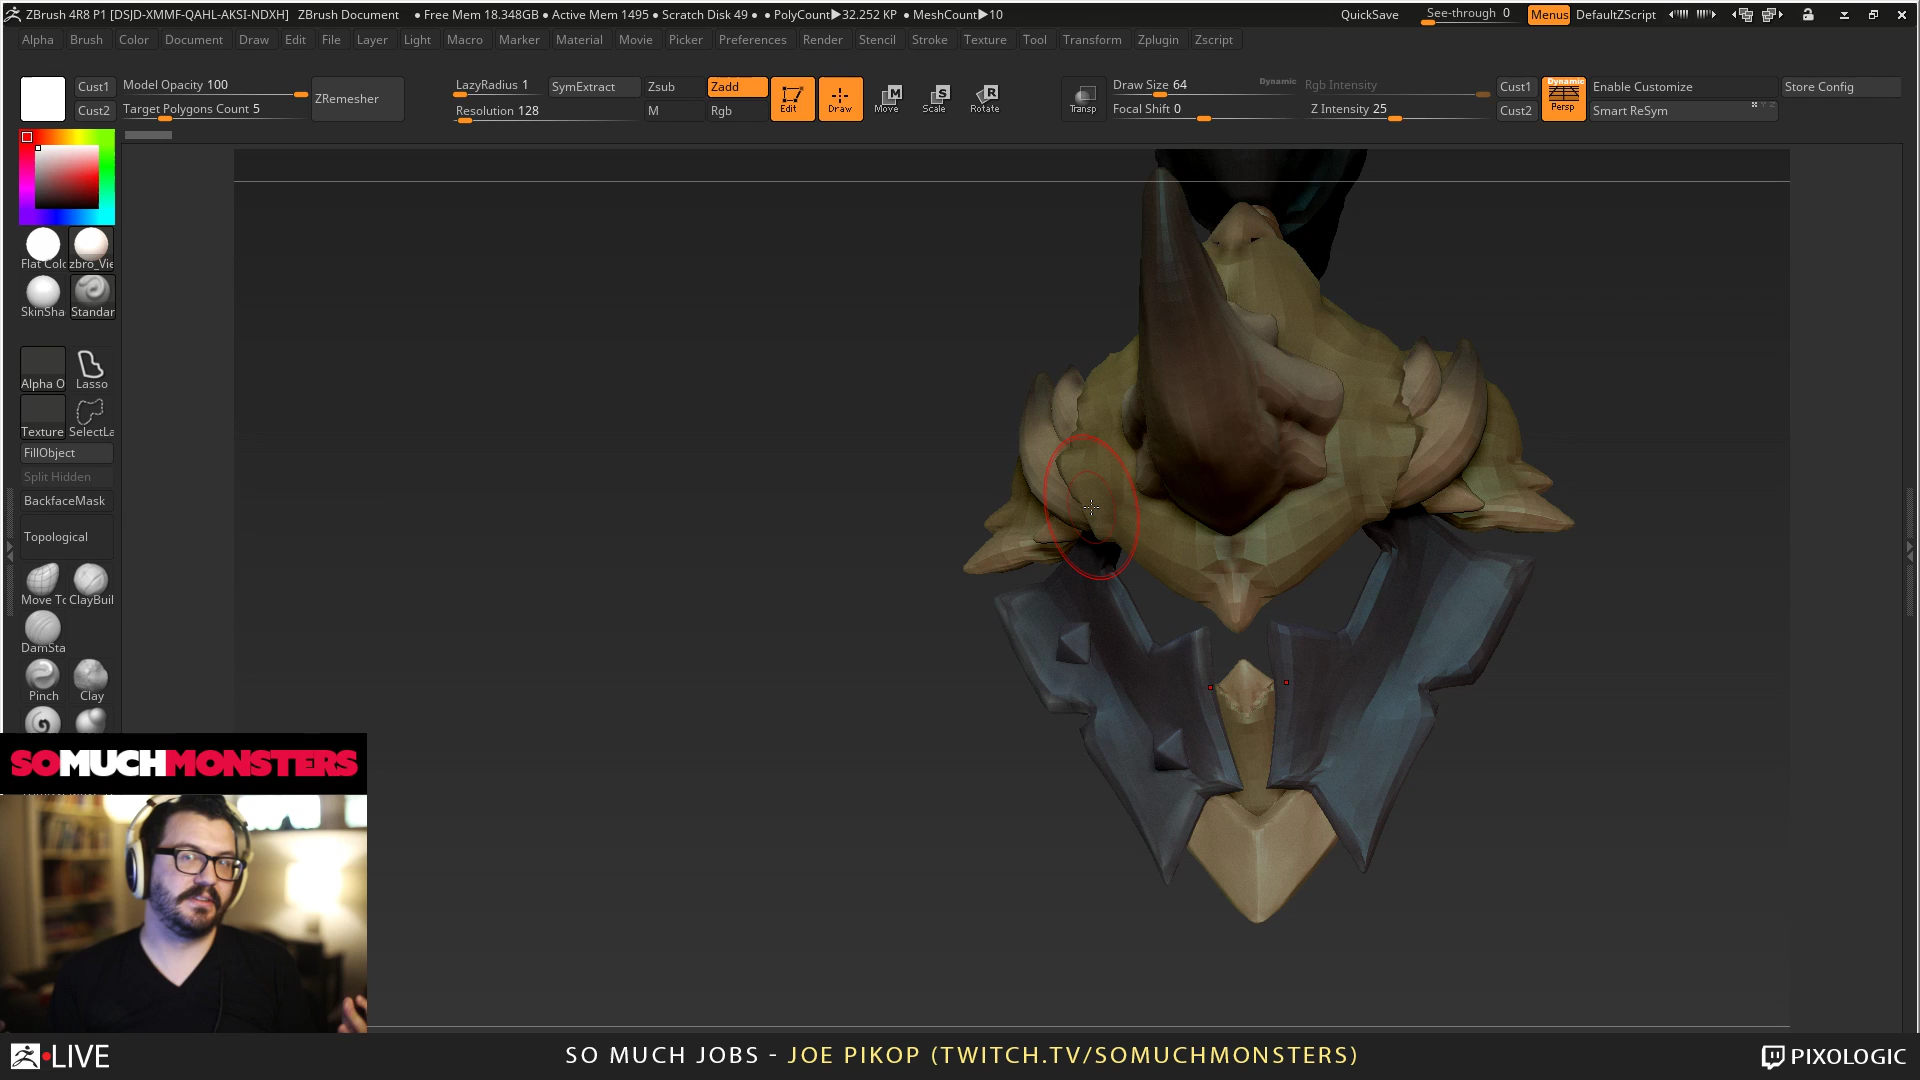 ZBrush 4R8 P1 [DSJD-XMMF-QAHL-AKSI-NDXH] ZBrush Document ● Free Mem 18.348GB ● Active Mem 1495 ● Scratch Disk 49 ● ● PolyCount▶32.252 KP ● MeshCount▶10 QuickSave See-through 0 Menus DefaultZScript
Alpha Brush Color Document Draw Edit File Layer Light Macro Marker Material Movie Picker Preferences Render Stencil Stroke Texture Tool Transform Zplugin Zscript
Cust1 Model Opacity 100 ZRemesher LazyRadius 1 SymExtract Zsub Zadd Edit Draw Move Scale Rotate Transp Draw Size 64 Dynamic Rgb Intensity Cust1 Dynamic Persp Enable Customize Store Config
Cust2 Target Polygons Count 5 Resolution 128 M Rgb Focal Shift 0 Z Intensity 25 Cust2 Smart ReSym
Flat Colo zbro_Vie
SkinSha Standar
Alpha O Lasso
Texture SelectLa
FillObject
Split Hidden
BackfaceMask
Topological
Move To ClayBuil
DamSta
Pinch Clay
SOMUCHMONSTERS
LIVE
SO MUCH JOBS - JOE PIKOP (TWITCH.TV/SOMUCHMONSTERS)
PIXOLOGIC